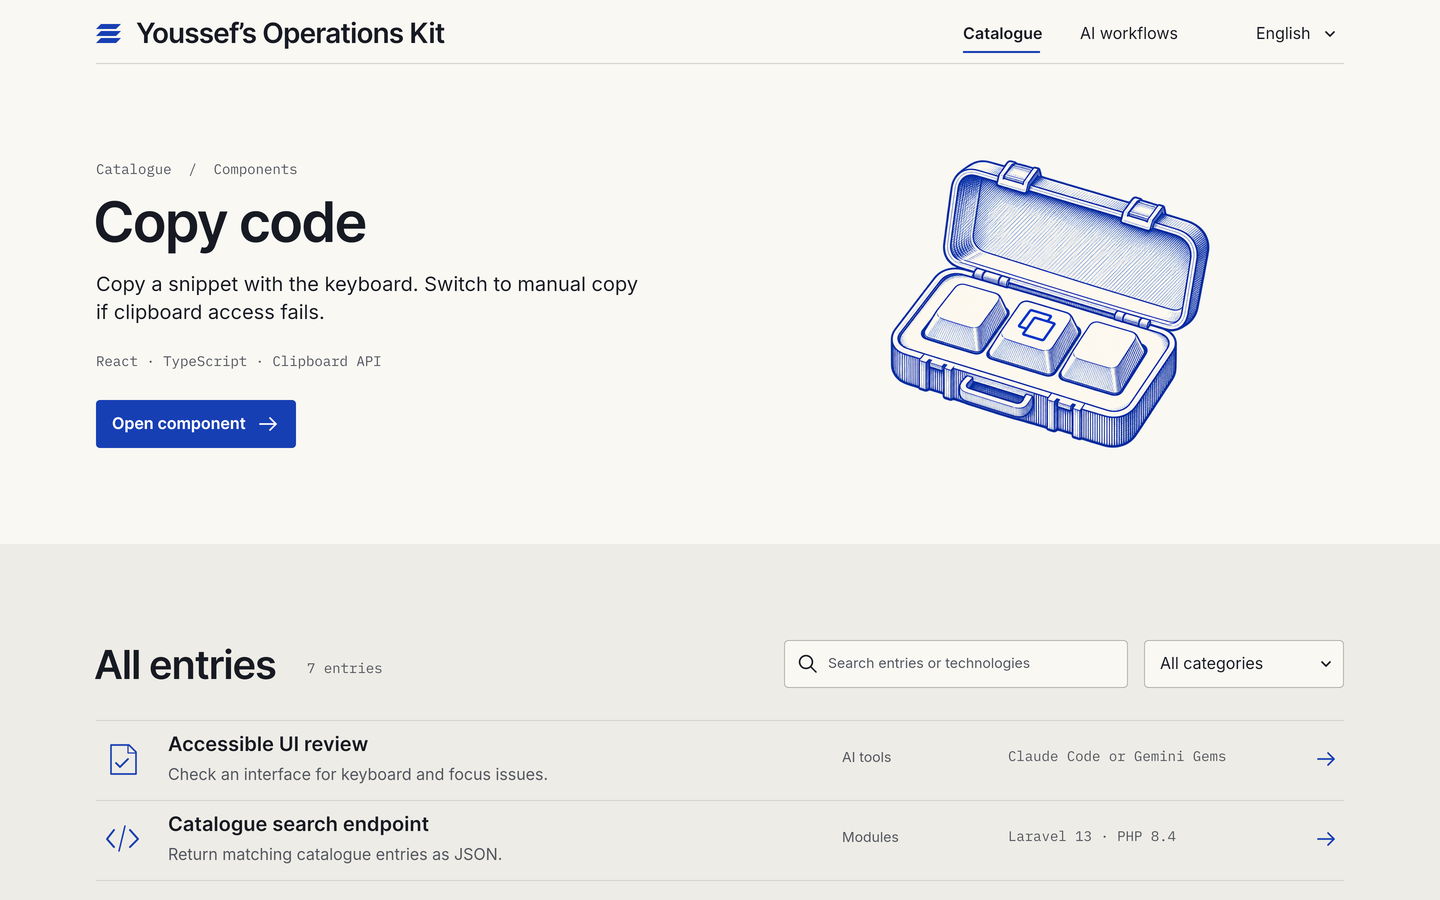 Youssef’s Operations Kit
Catalogue
AI workflows
English
Catalogue / Components
Copy code
Copy a snippet with the keyboard. Switch to manual copy
if clipboard access fails.
React · TypeScript · Clipboard API
Open component
All entries
7 entries
Search entries or technologies
All categories
Accessible UI review
Check an interface for keyboard and focus issues.
AI tools
Claude Code or Gemini Gems
Catalogue search endpoint
Return matching catalogue entries as JSON.
Modules
Laravel 13 · PHP 8.4